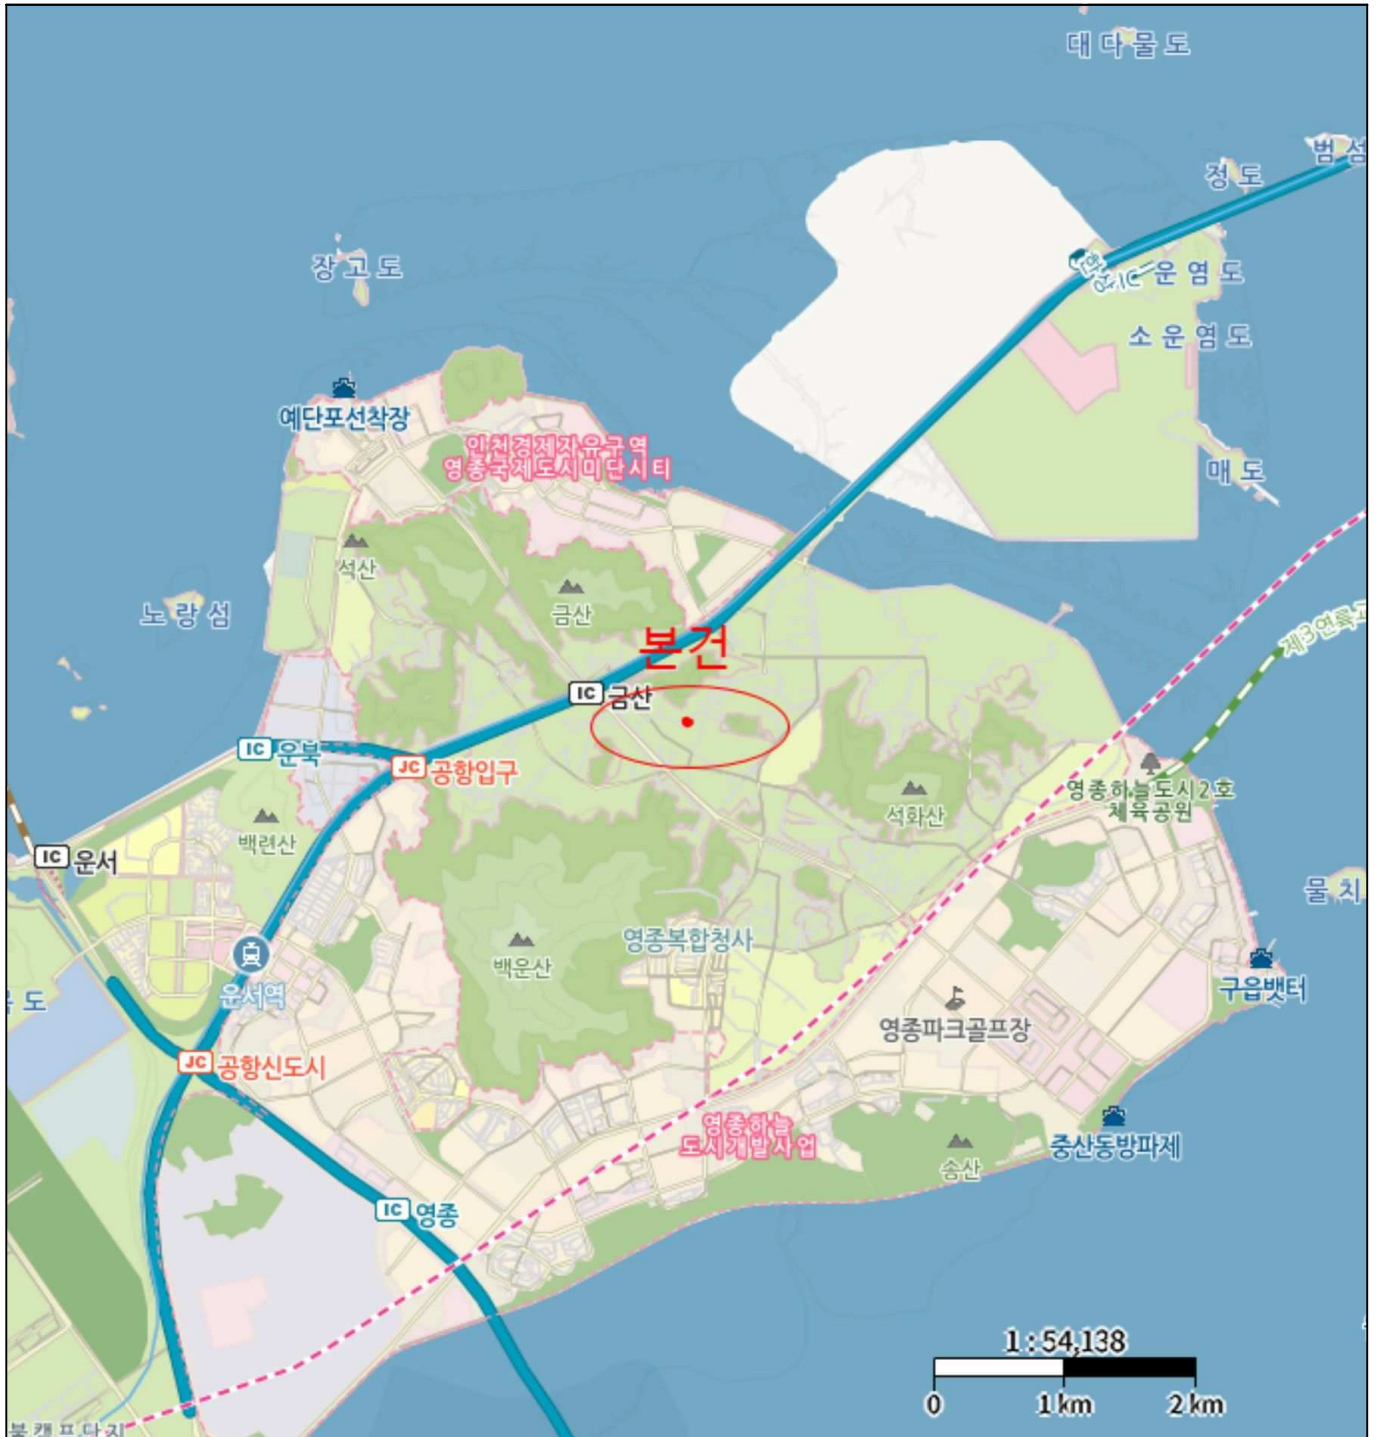 대다물도
범섬
정도
장고도
운염도
소운염도
예단포선착장
인천경제자유구역
영종국제도시미단시티
매도
석산
금산
노랑섬
제3연륙교
본건
IC 금산
IC 운북
JC 공항입구
영종하늘도시2호
체육공원
석화산
백련산
IC 운서
물치
영종복합청사
백운산
구읍뱃터
운서역
도
영종파크골프장
JC 공항신도시
영종하늘
도시개발사업
중산동방파제
송산
IC 영종
1:54,138
0 1km 2km
북캠프단지